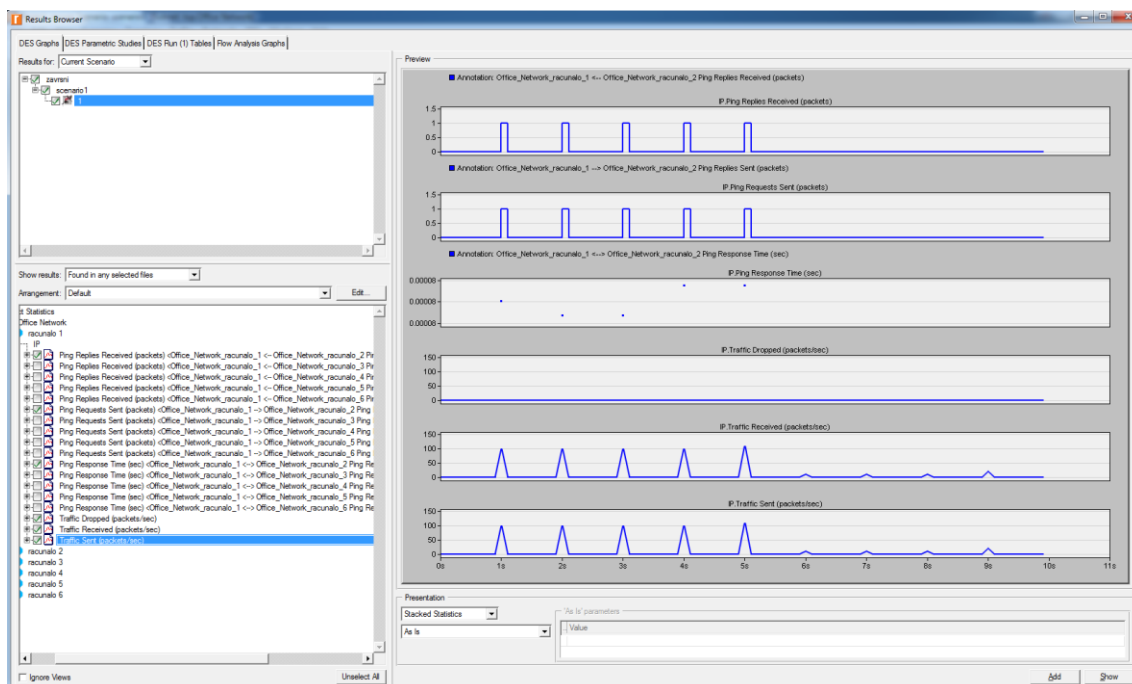 Results Browser
DES Graphs DES Parametric Studies DES Run (1) Tables Flow Analysis Graphs
Results for: Current Scenario
zavrsni
scenario1
1
Show results: Found in any selected files
Arrangement: Default Edit...
Statistics
Office Network
racunalo 1
IP
Ping Replies Received (packets) <Office_Network_racunalo_1 <-- Office_Network_racunalo_2 Pir
Ping Replies Received (packets) <Office_Network_racunalo_1 <-- Office_Network_racunalo_3 Pir
Ping Replies Received (packets) <Office_Network_racunalo_1 <-- Office_Network_racunalo_4 Pir
Ping Replies Received (packets) <Office_Network_racunalo_1 <-- Office_Network_racunalo_5 Pir
Ping Replies Received (packets) <Office_Network_racunalo_1 <-- Office_Network_racunalo_6 Pir
Ping Requests Sent (packets) <Office_Network_racunalo_1 --> Office_Network_racunalo_2 Ping
Ping Requests Sent (packets) <Office_Network_racunalo_1 --> Office_Network_racunalo_3 Ping
Ping Requests Sent (packets) <Office_Network_racunalo_1 --> Office_Network_racunalo_4 Ping
Ping Requests Sent (packets) <Office_Network_racunalo_1 --> Office_Network_racunalo_5 Ping
Ping Requests Sent (packets) <Office_Network_racunalo_1 --> Office_Network_racunalo_6 Ping
Ping Response Time (sec) <Office_Network_racunalo_1 <--> Office_Network_racunalo_2 Ping Re
Ping Response Time (sec) <Office_Network_racunalo_1 <--> Office_Network_racunalo_3 Ping Re
Ping Response Time (sec) <Office_Network_racunalo_1 <--> Office_Network_racunalo_4 Ping Re
Ping Response Time (sec) <Office_Network_racunalo_1 <--> Office_Network_racunalo_5 Ping Re
Ping Response Time (sec) <Office_Network_racunalo_1 <--> Office_Network_racunalo_6 Ping Re
Traffic Dropped (packets/sec)
Traffic Received (packets/sec)
Traffic Sent (packets/sec)
racunalo 2
racunalo 3
racunalo 4
racunalo 5
racunalo 6
Ignore Views Unselect All
Preview
Annotation: Office_Network_racunalo_1 <-- Office_Network_racunalo_2 Ping Replies Received (packets)
IP.Ping Replies Received (packets)
1.5
1
0.5
0
Annotation: Office_Network_racunalo_1 --> Office_Network_racunalo_2 Ping Replies Sent (packets)
IP.Ping Requests Sent (packets)
1.5
1
0.5
0
Annotation: Office_Network_racunalo_1 <--> Office_Network_racunalo_2 Ping Response Time (sec)
IP.Ping Response Time (sec)
0.00008
0.00008
0.00008
IP.Traffic Dropped (packets/sec)
150
100
50
0
IP.Traffic Received (packets/sec)
150
100
50
0
IP.Traffic Sent (packets/sec)
150
100
50
0
0s 1s 2s 3s 4s 5s 6s 7s 8s 9s 10s 11s
Presentation
Stacked Statistics
As Is
'As Is' parameters
Value
Add Show